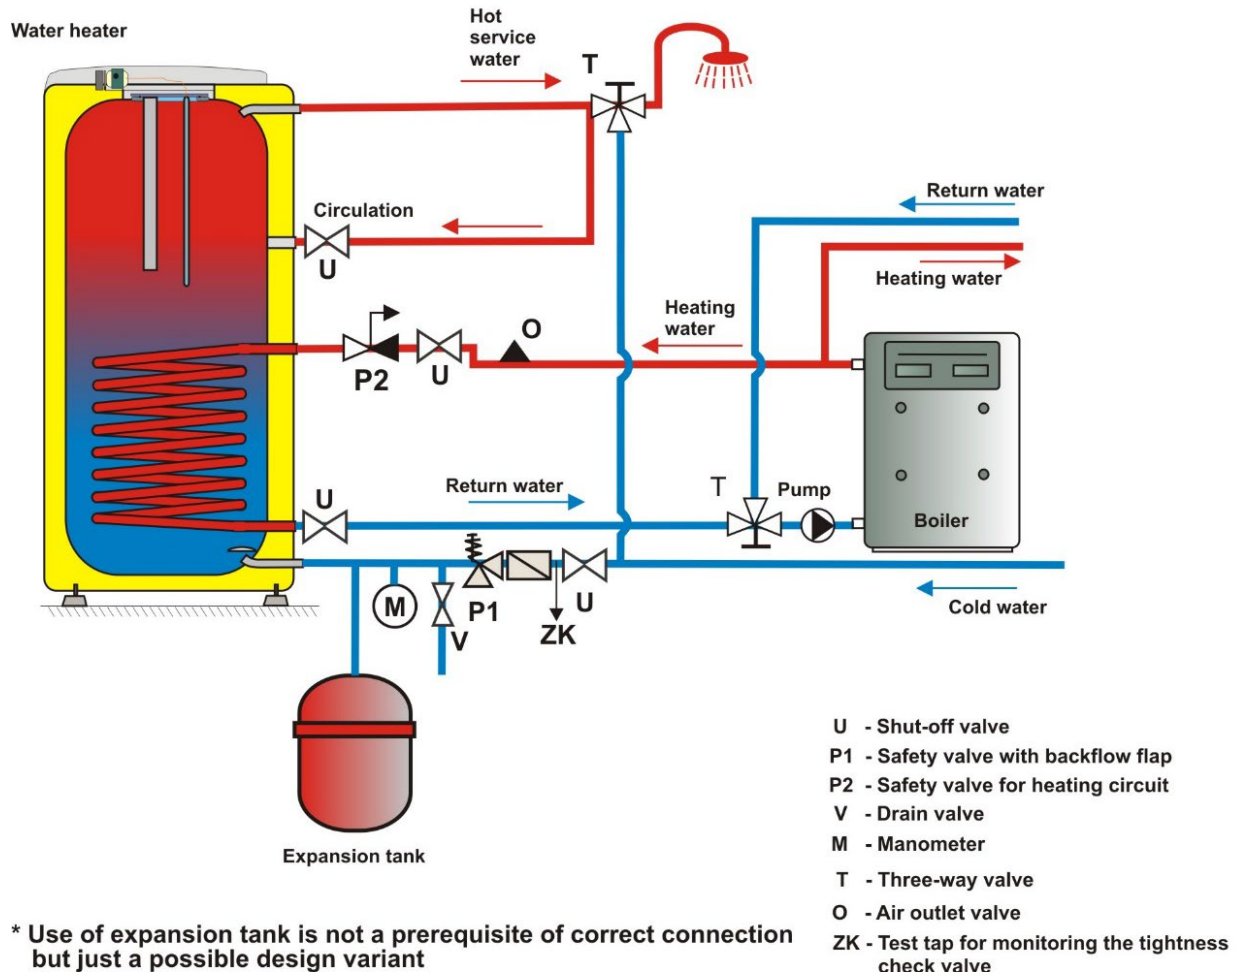 Water heater
Hot
service
water
T
Circulation
U
Return water
Heating water
Heating
water
O
P2
U
U
Return water
T
Pump
Boiler
M
V
P1
ZK
U
Cold water
Expansion tank
U - Shut-off valve
P1 - Safety valve with backflow flap
P2 - Safety valve for heating circuit
V - Drain valve
M - Manometer
T - Three-way valve
O - Air outlet valve
ZK - Test tap for monitoring the tightness
check valve
* Use of expansion tank is not a prerequisite of correct connection
but just a possible design variant